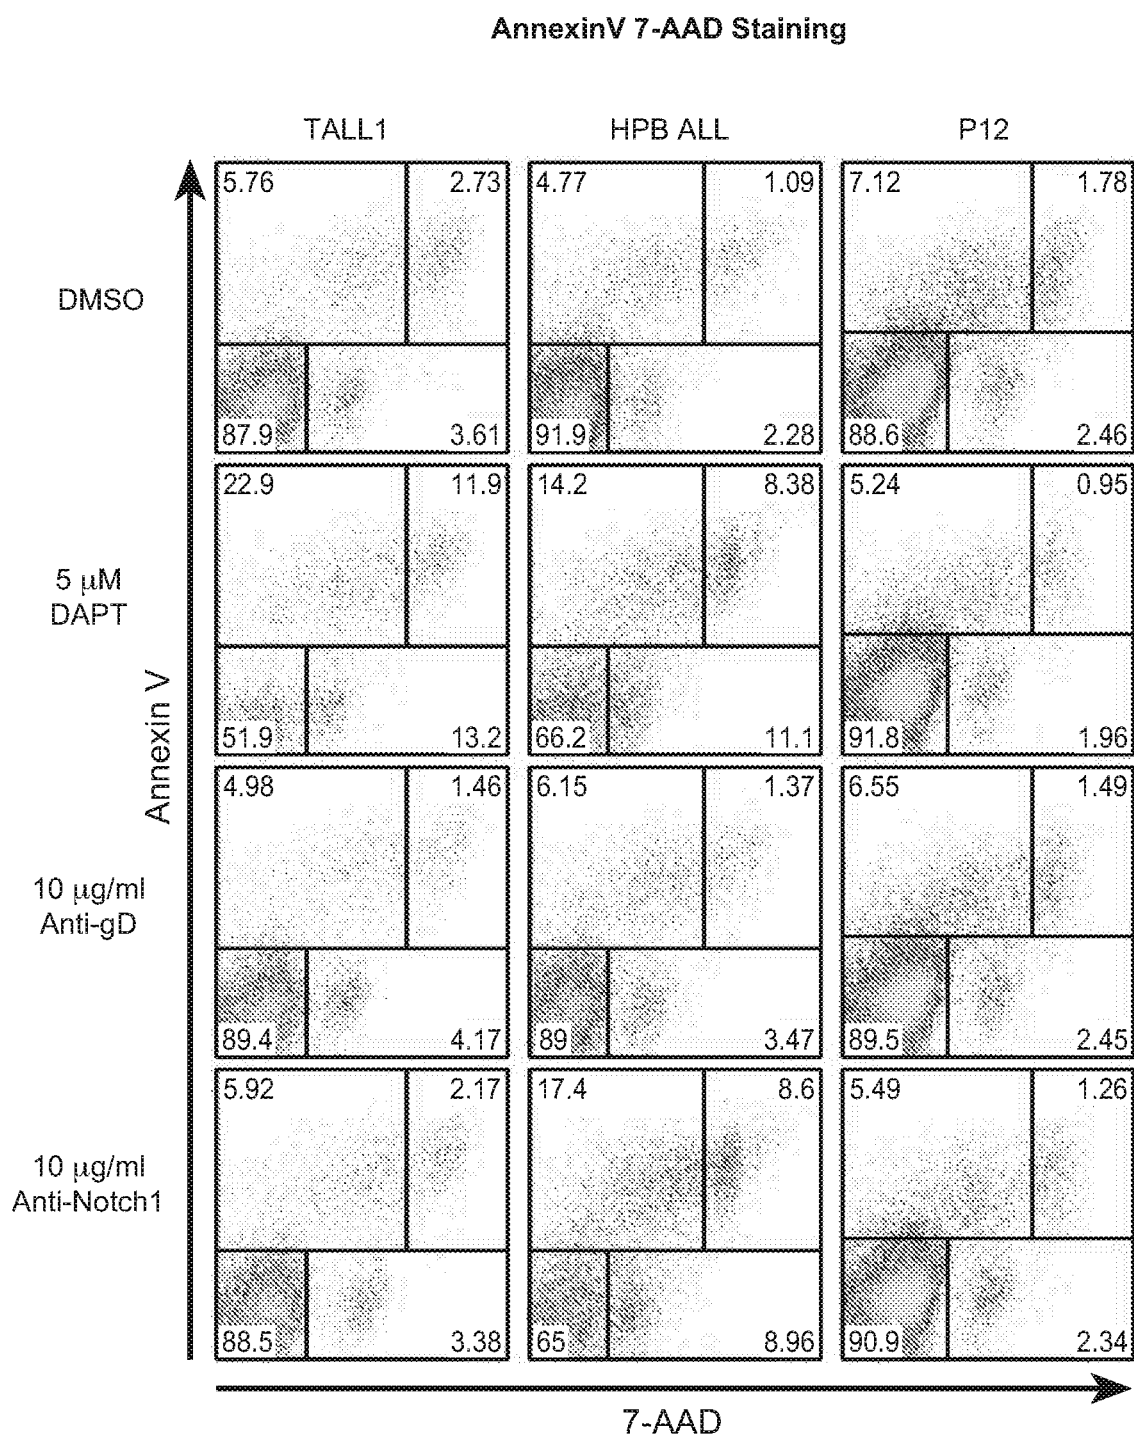 AnnexinV 7-AAD Staining
TALL1 HPB ALL P12
5.76 2.73 4.77 1.09 7.12 1.78
DMSO
87.9 3.61 91.9 2.28 88.6 2.46
22.9 11.9 14.2 8.38 5.24 0.95
5 μM
DAPT
51.9 13.2 66.2 11.1 91.8 1.96
Annexin V
4.98 1.46 6.15 1.37 6.55 1.49
10 μg/ml
Anti-gD
89.4 4.17 89 3.47 89.5 2.45
5.92 2.17 17.4 8.6 5.49 1.26
10 μg/ml
Anti-Notch1
88.5 3.38 65 8.96 90.9 2.34
7-AAD